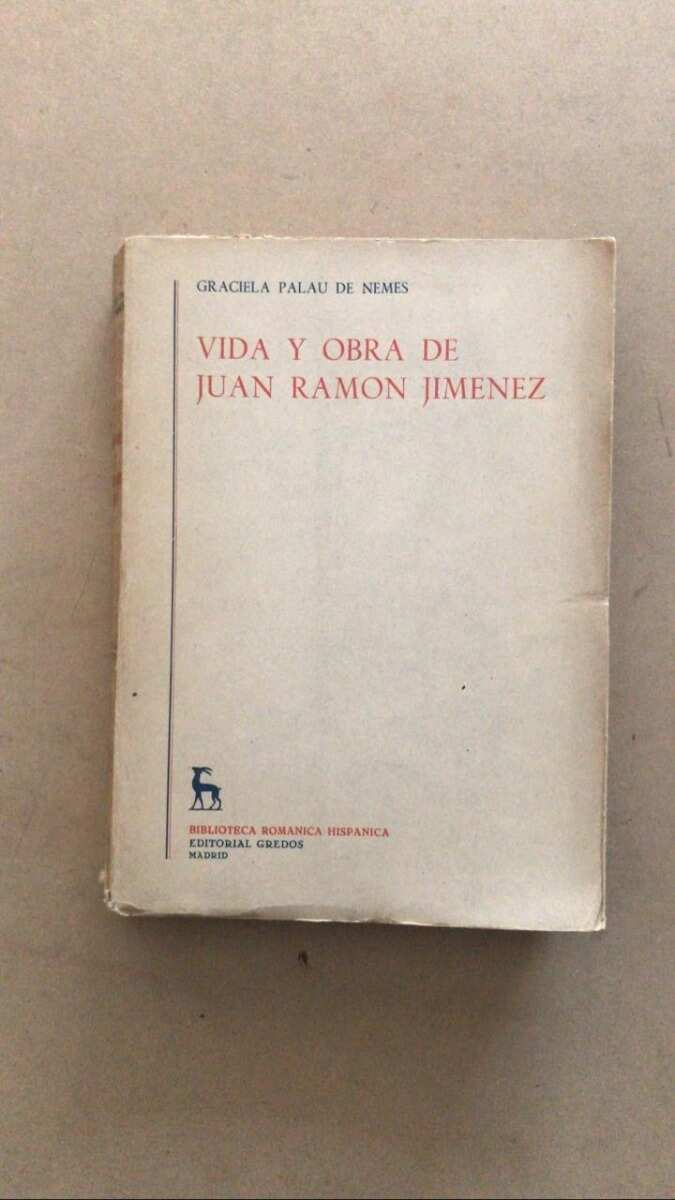 GRACIELA PALAU DE NEMES
VIDA Y OBRA DE
JUAN RAMON JIMENEZ
BIBLIOTECA ROMANICA HISPANICA
EDITORIAL GREDOS
MADRID